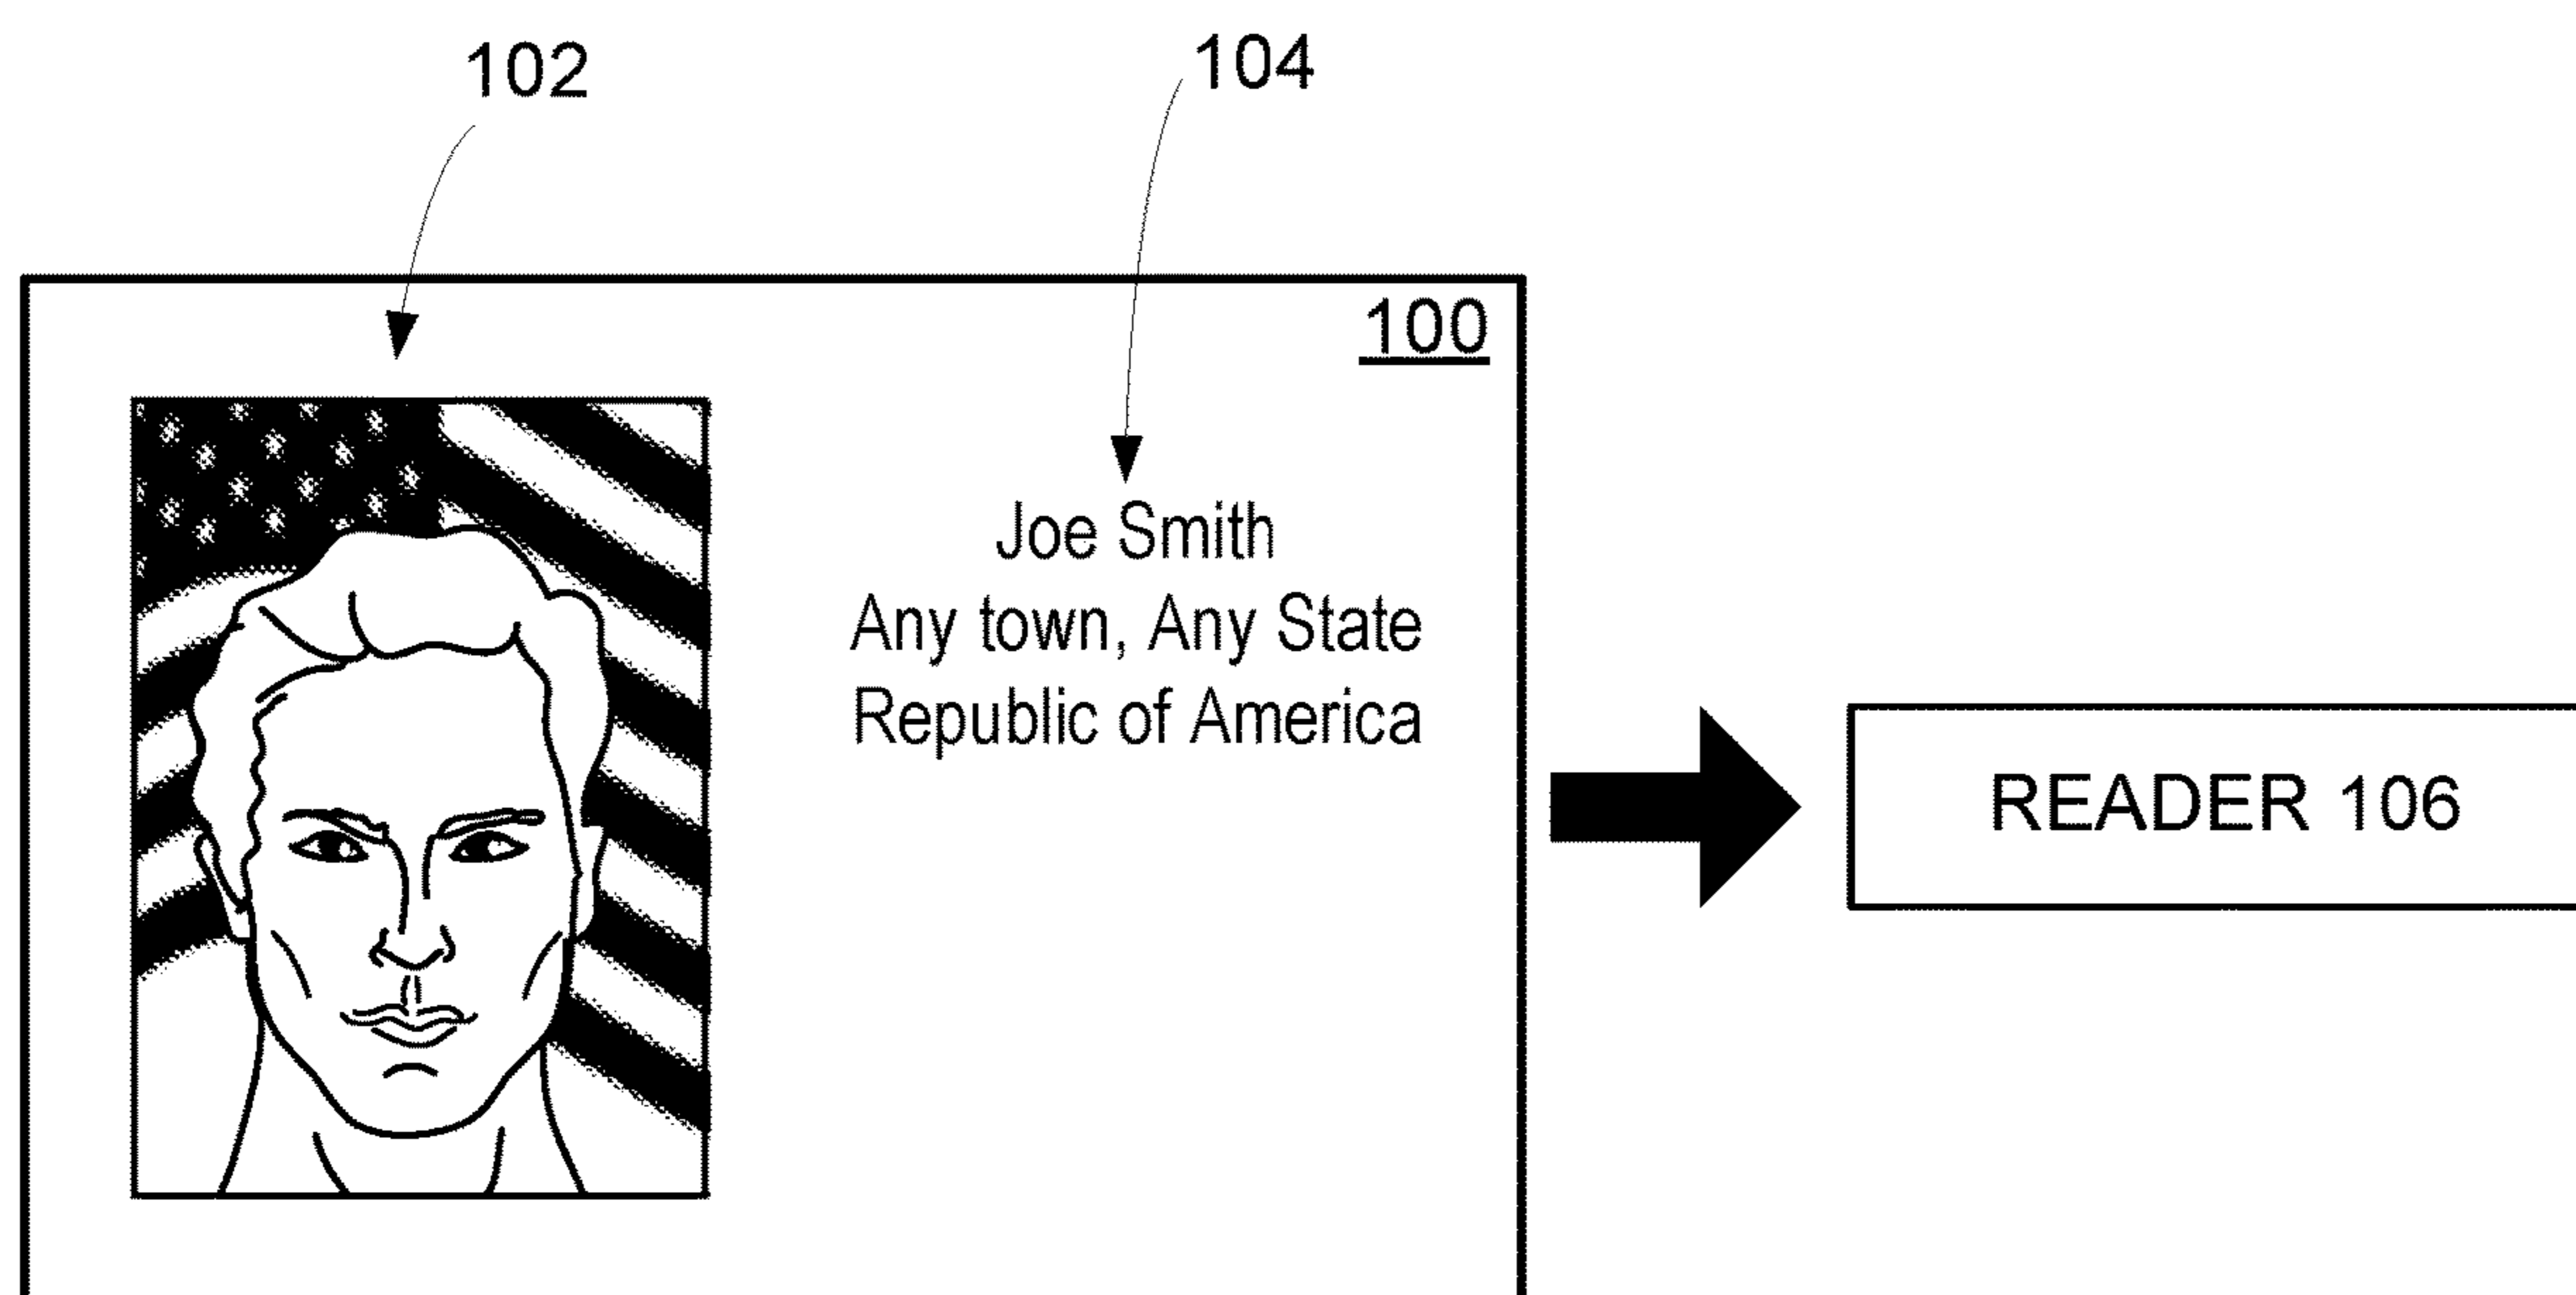 102
104
100
Joe Smith
Any town, Any State
Republic of America
READER 106